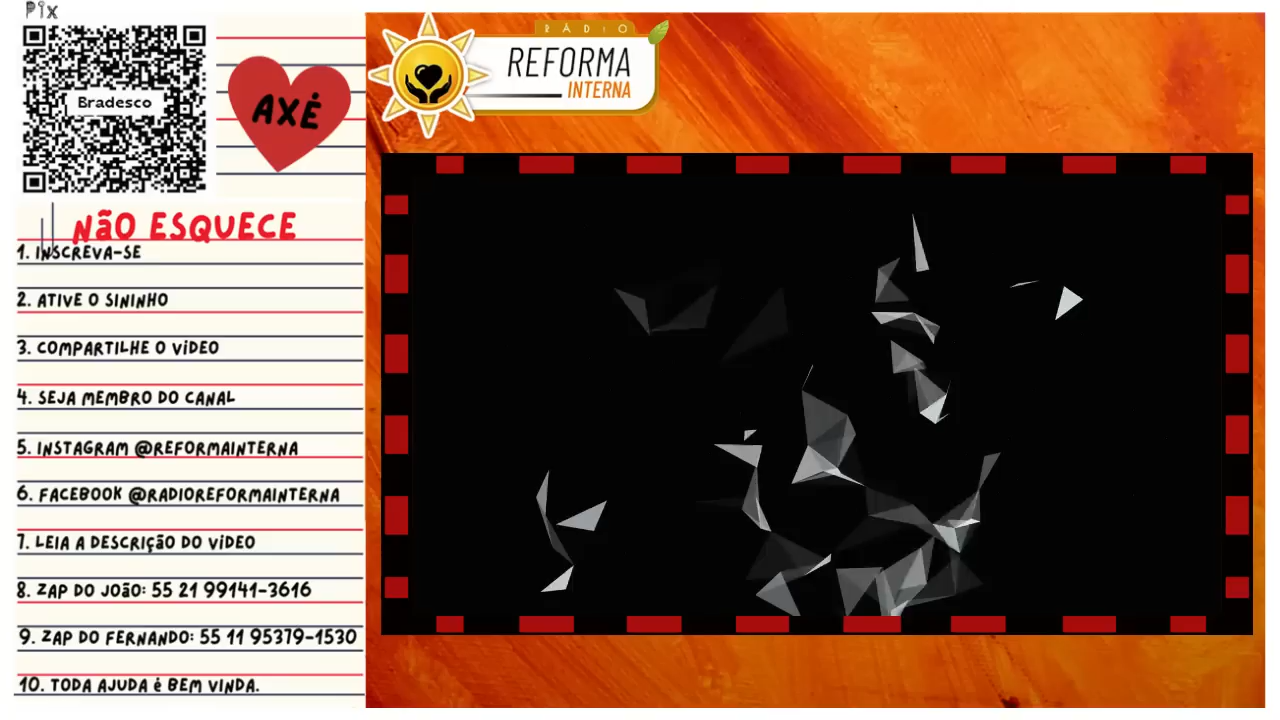 Pix
Bradesco
AXÉ
NÃO ESQUECE
1. INSCREVA-SE
2. ATIVE O SININHO
3. COMPARTILHE O VÍDEO
4. SEJA MEMBRO DO CANAL
5. INSTAGRAM @REFORMAINTERNA
6. FACEBOOK @RADIOREFORMAINTERNA
7. LEIA A DESCRIÇÃO DO VÍDEO
8. ZAP DO JOÃO: 55 21 99141-3616
9. ZAP DO FERNANDO: 55 11 95379-1530
10. TODA AJUDA É BEM VINDA.
RÁDIO
REFORMA
INTERNA